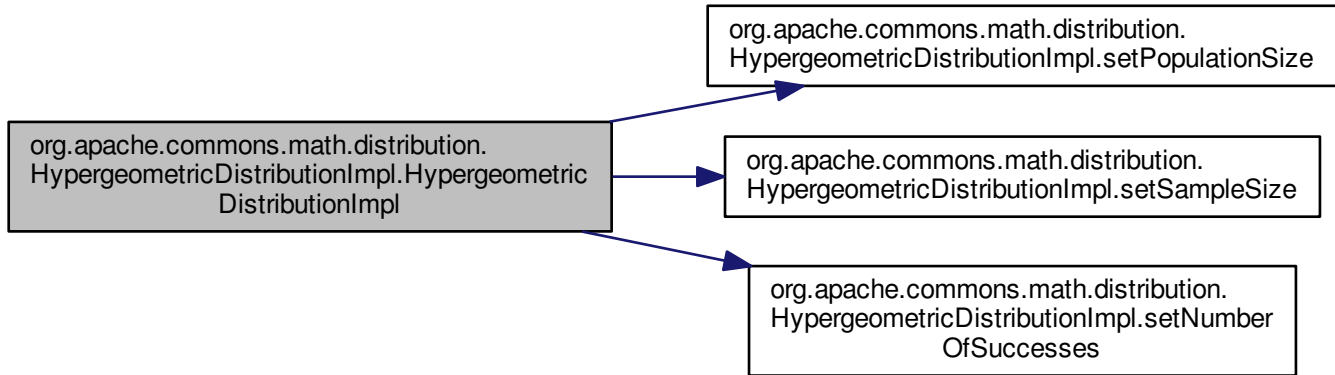 org.apache.commons.math.distribution.
HypergeometricDistributionImpl.setPopulationSize
org.apache.commons.math.distribution.
HypergeometricDistributionImpl.Hypergeometric
DistributionImpl
org.apache.commons.math.distribution.
HypergeometricDistributionImpl.setSampleSize
org.apache.commons.math.distribution.
HypergeometricDistributionImpl.setNumber
OfSuccesses